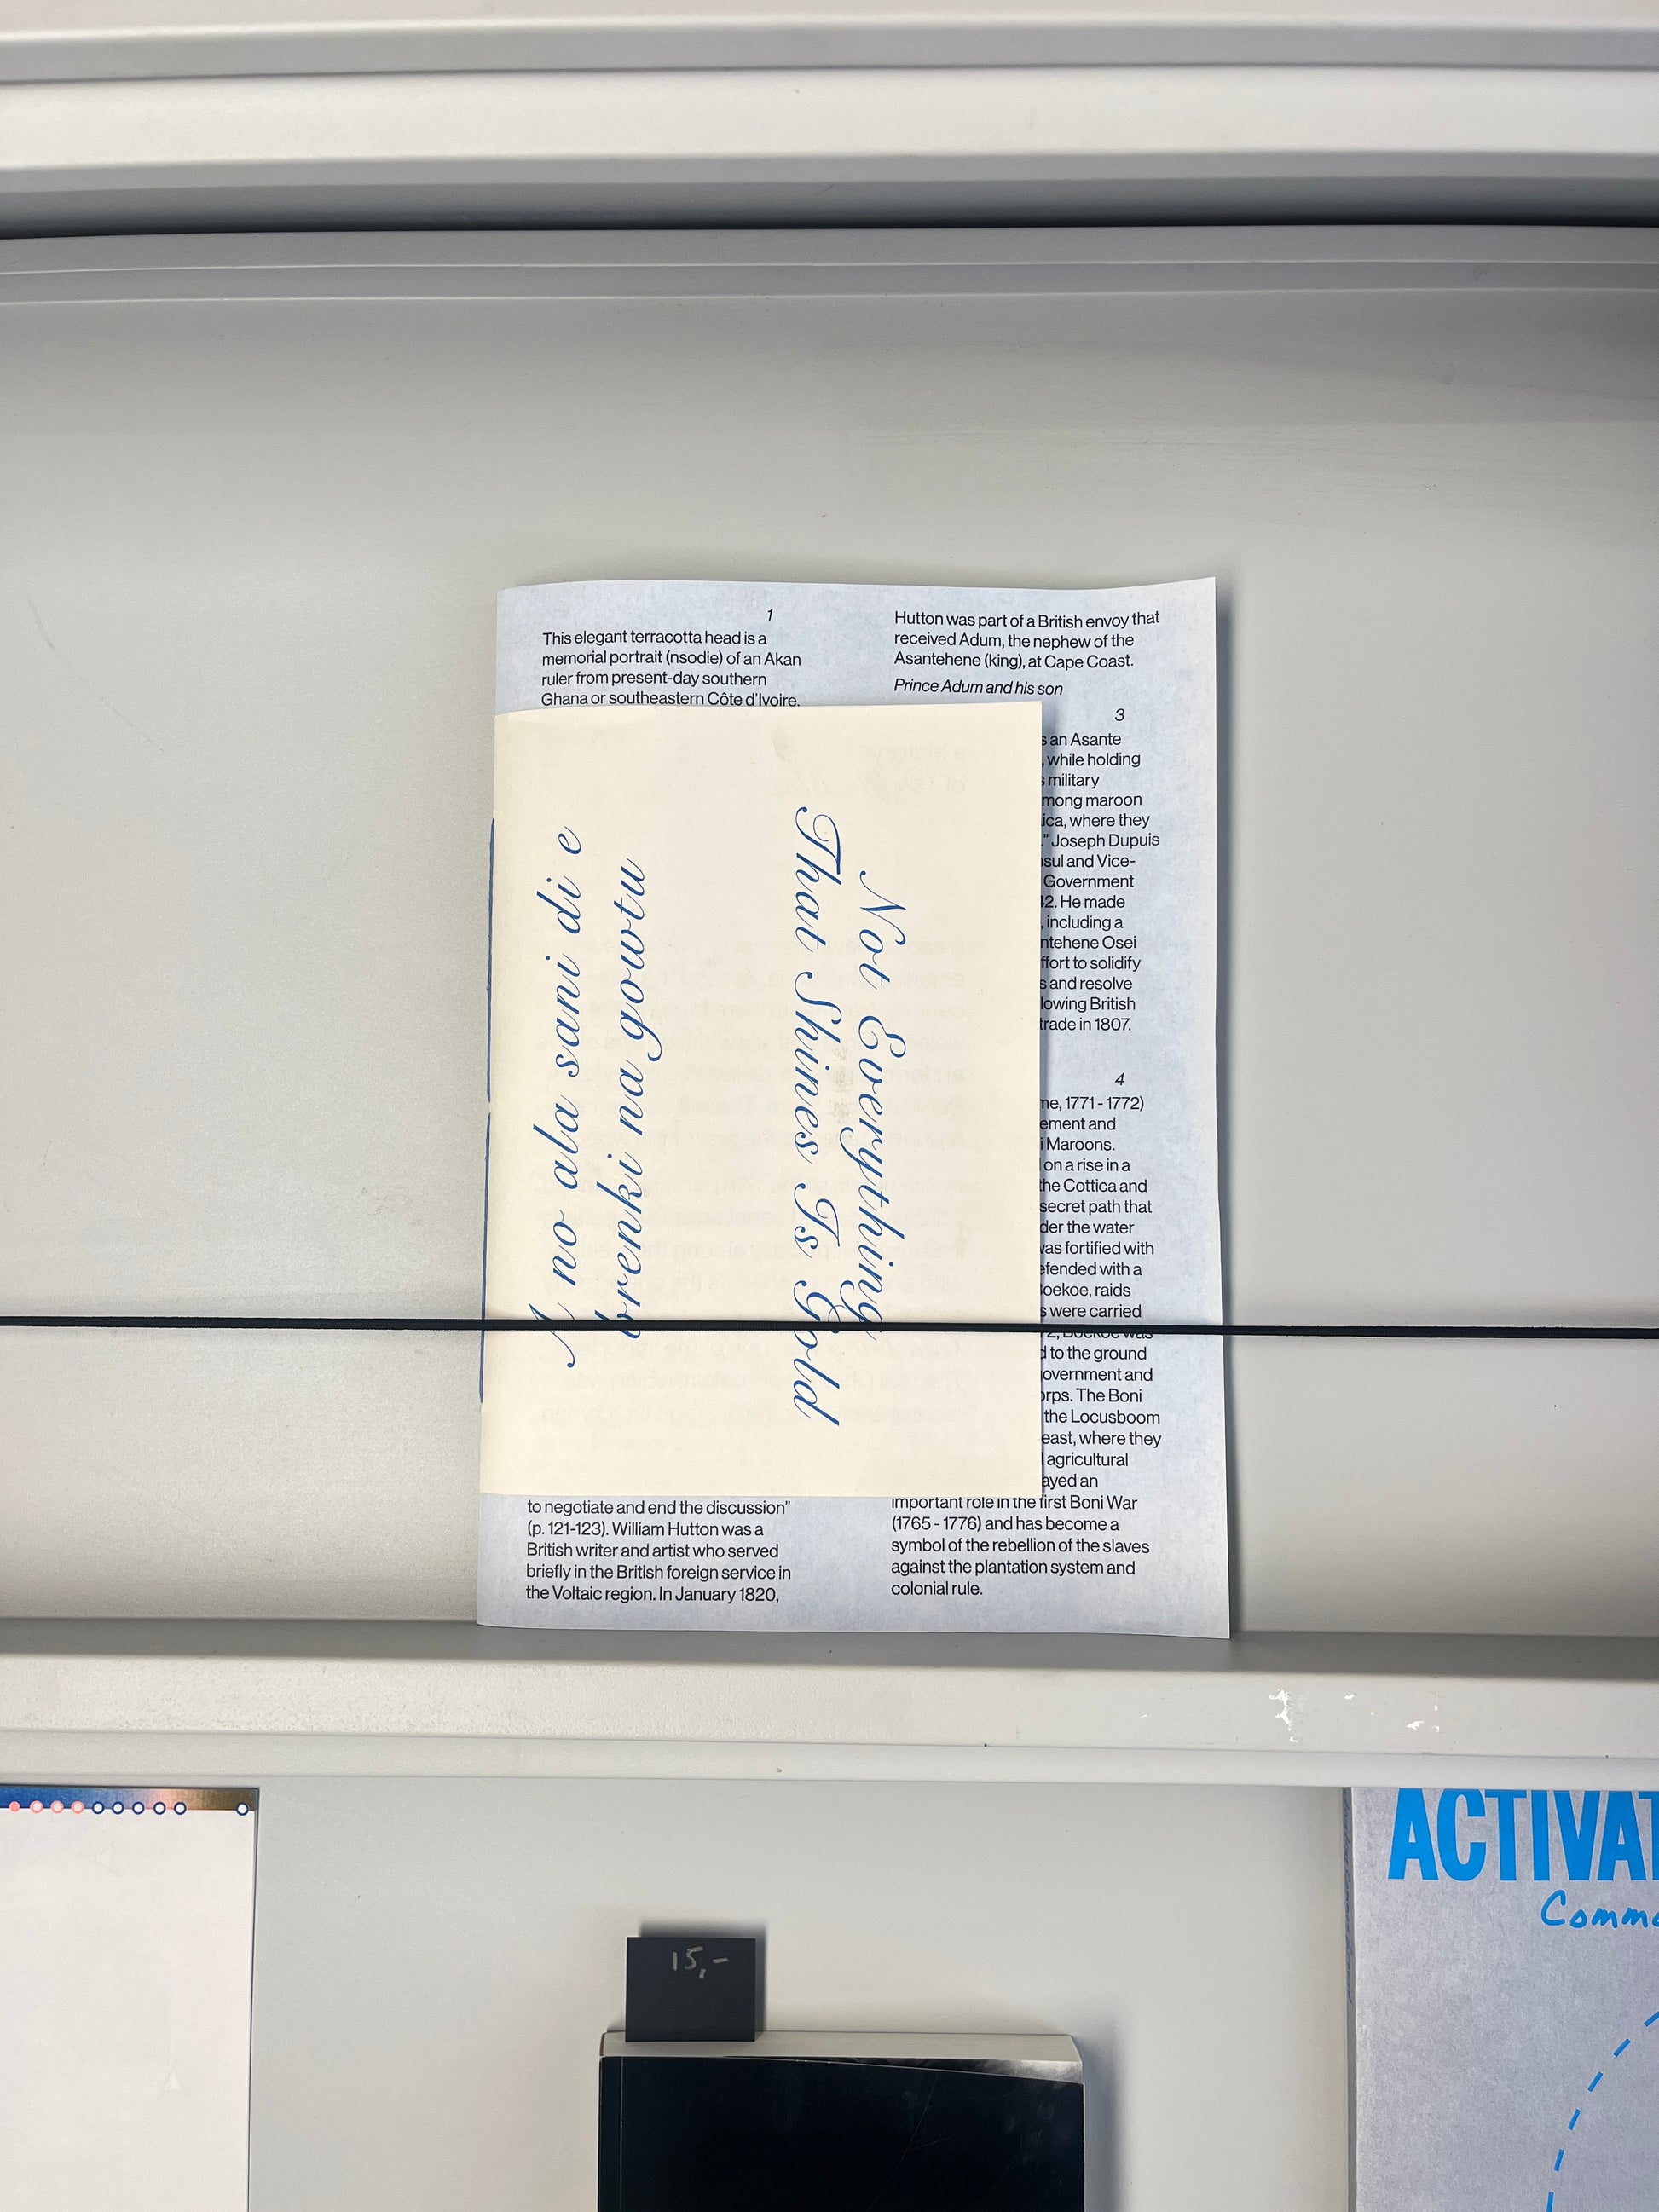 1
This elegant terracotta head is a
memorial portrait (nsodie) of an Akan
ruler from present-day southern
Ghana or southeastern Côte d'Ivoire.
to negotiate and end the discussion"
(p. 121-123). William Hutton was a
British writer and artist who served
briefly in the British foreign service in
the Voltaic region. In January 1820,
Hutton was part of a British envoy that
received Adum, the nephew of the
Asantehene (king), at Cape Coast.
Prince Adum and his son
3
s an Asante
, while holding
s military
mong maroon
ica, where they
." Joseph Dupuis
sul and Vice-
Government
2. He made
, including a
ntehene Osei
ffort to solidify
s and resolve
lowing British
trade in 1807.
4
me, 1771 - 1772)
ement and
i Maroons.
on a rise in a
the Cottica and
secret path that
der the water
was fortified with
efended with a
Boekoe, raids
s were carried
2, Boekoe was
d to the ground
overnment and
orps. The Boni
the Locusboom
east, where they
agricultural
ayed an
important role in the first Boni War
(1765 - 1776) and has become a
symbol of the rebellion of the slaves
against the plantation system and
colonial rule.
A no ala sani di e
brenki na gowtu
Not Everything
That Shines Is Gold
ACTIVAT
Comm
15,-